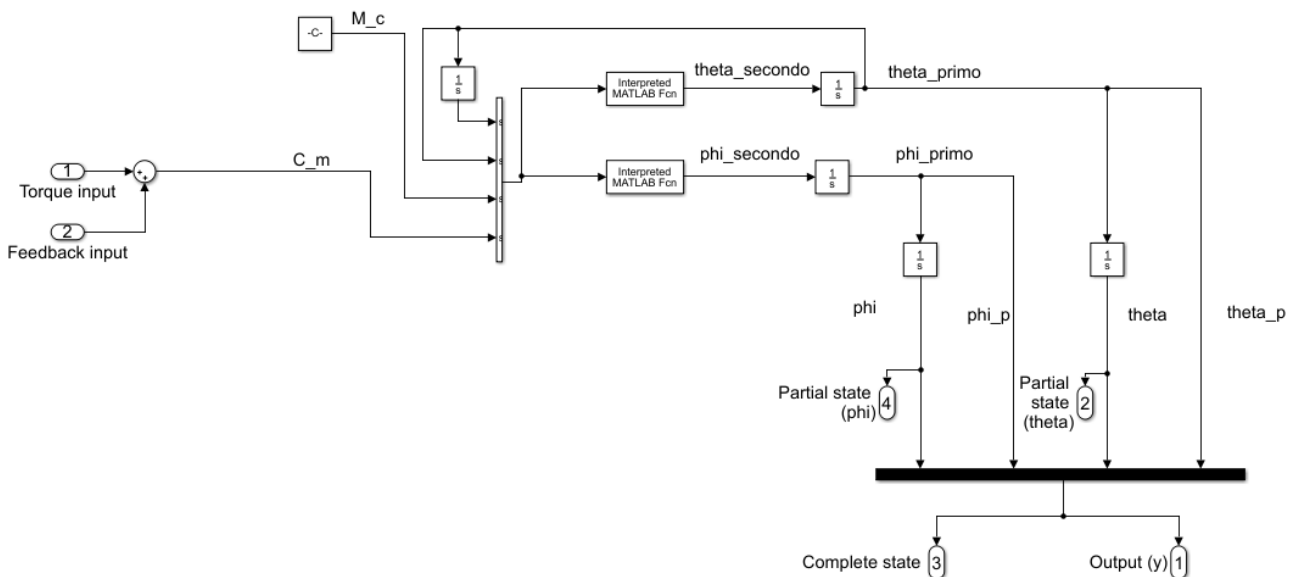 M_c
-C-
1
s
Interpreted
MATLAB Fcn
theta_secondo
1
s
theta_primo
1
Torque input
2
Feedback input
C_m
Interpreted
MATLAB Fcn
phi_secondo
1
s
phi_primo
1
s
1
s
phi
phi_p
theta
theta_p
Partial state
(phi)
4
Partial
state
(theta)
2
Complete state
3
Output (y)
1